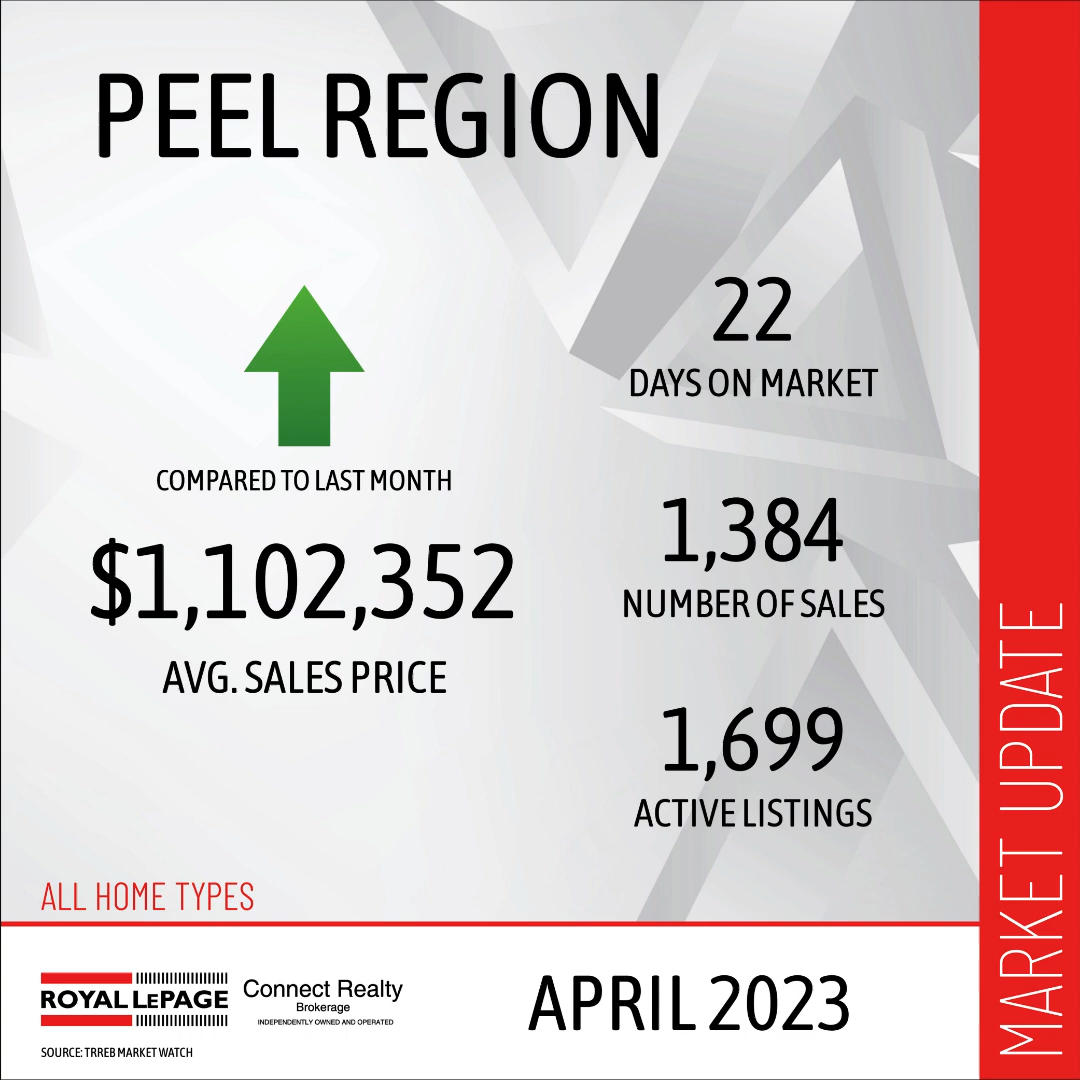 PEEL REGION
COMPARED TO LAST MONTH
$1,102,352
AVG. SALES PRICE
22
DAYS ON MARKET
1,384
NUMBER OF SALES
1,699
ACTIVE LISTINGS
MARKET UPDATE
ALL HOME TYPES
ROYAL LEPAGE
Connect Realty
Brokerage
INDEPENDENTLY OWNED AND OPERATED
SOURCE: TRREB MARKET WATCH
APRIL 2023